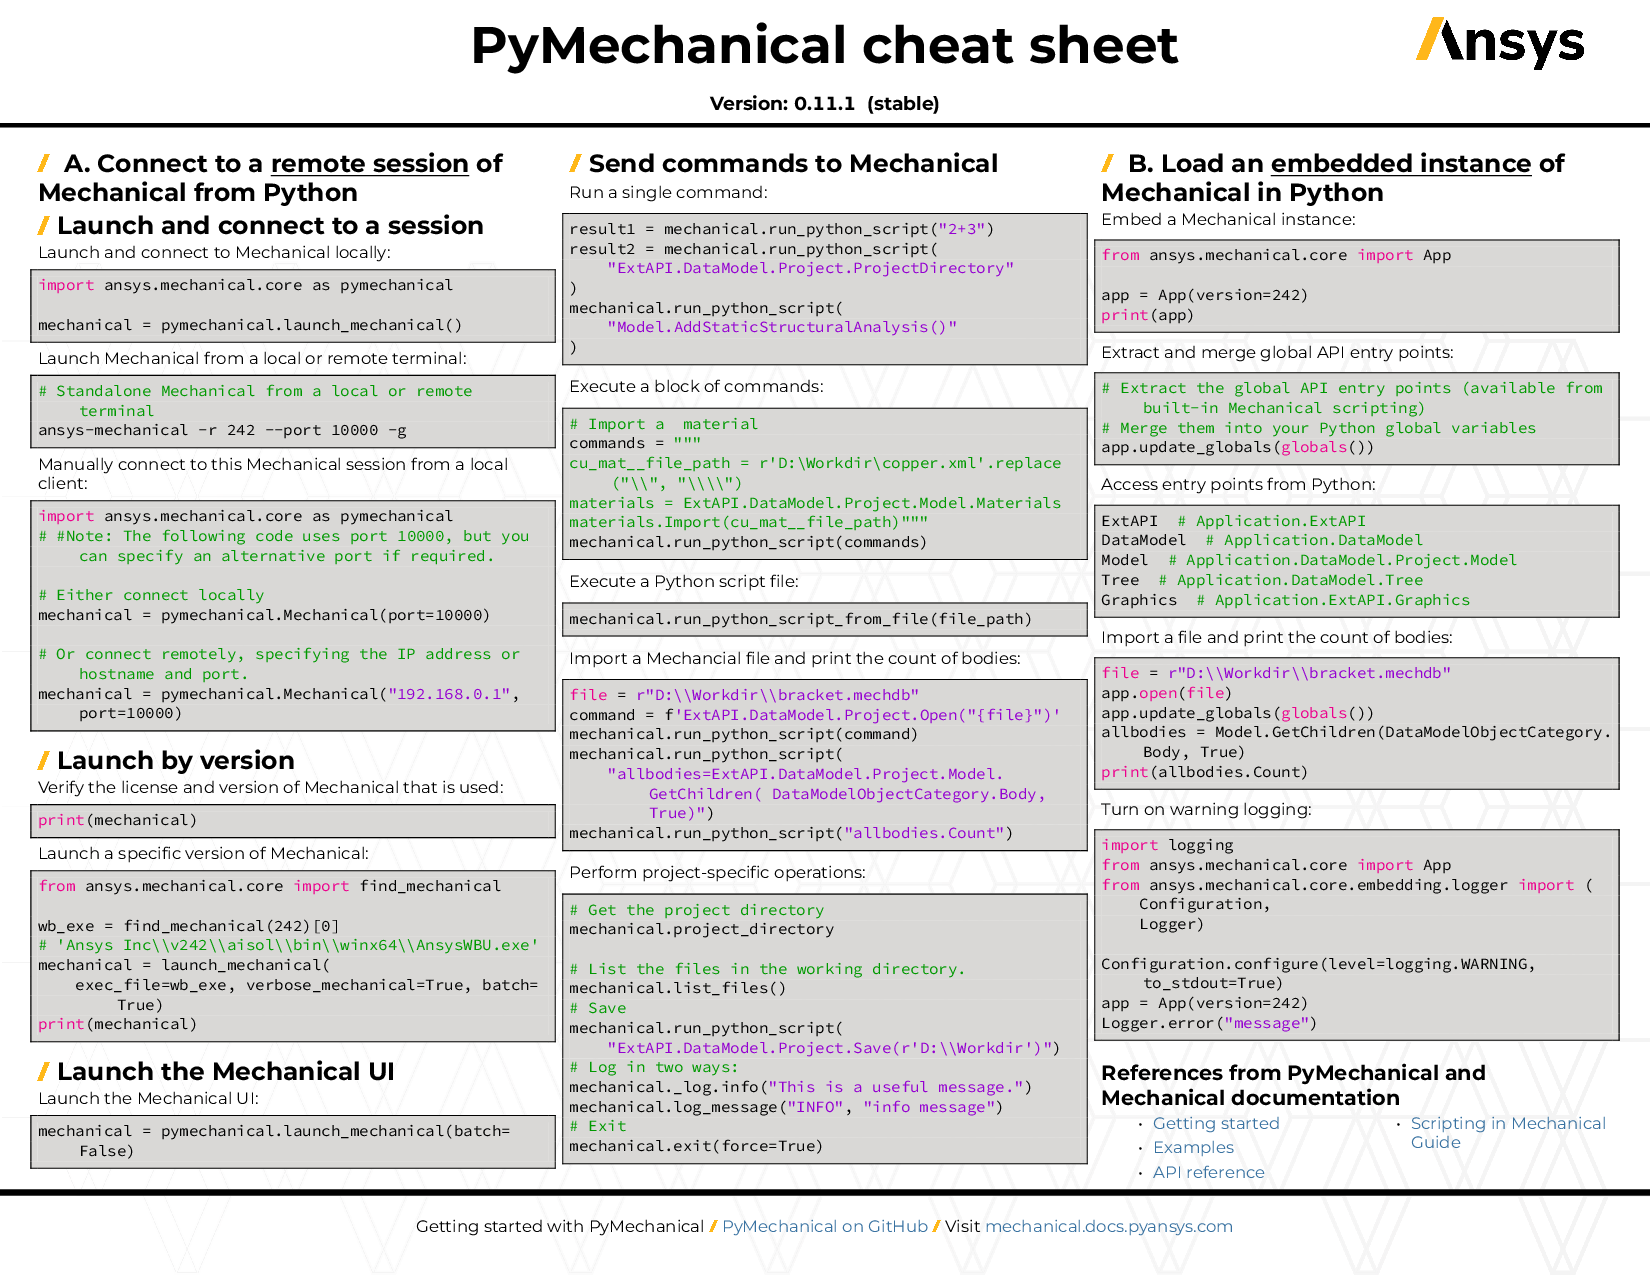 PyMechanical cheat sheet
Ansys
Version: 0.11.1 (stable)
/ A. Connect to a remote session of
Mechanical from Python
/ Launch and connect to a session
Launch and connect to Mechanical locally:
import ansys.mechanical.core as pymechanical
mechanical = pymechanical.launch_mechanical()
Launch Mechanical from a local or remote terminal:
# Standalone Mechanical from a local or remote
terminal
ansys-mechanical -r 242 --port 10000 -g
Manually connect to this Mechanical session from a local
client:
import ansys.mechanical.core as pymechanical
# #Note: The following code uses port 10000, but you
can specify an alternative port if required.
# Either connect locally
mechanical = pymechanical.Mechanical(port=10000)
# Or connect remotely, specifying the IP address or
hostname and port.
mechanical = pymechanical.Mechanical("192.168.0.1",
port=10000)
/ Launch by version
Verify the license and version of Mechanical that is used:
print(mechanical)
Launch a specific version of Mechanical:
from ansys.mechanical.core import find_mechanical
wb_exe = find_mechanical(242)[0]
# 'Ansys Inc\\v242\\aisol\\bin\\winx64\\AnsysWBU.exe'
mechanical = launch_mechanical(
exec_file=wb_exe, verbose_mechanical=True, batch=
True)
print(mechanical)
/ Launch the Mechanical UI
Launch the Mechanical UI:
mechanical = pymechanical.launch_mechanical(batch=
False)
/ Send commands to Mechanical
Run a single command:
result1 = mechanical.run_python_script("2+3")
result2 = mechanical.run_python_script(
"ExtAPI.DataModel.Project.ProjectDirectory"
)
mechanical.run_python_script(
"Model.AddStaticStructuralAnalysis()"
)
Execute a block of commands:
# Import a  material
commands = """
cu_mat__file_path = r'D:\Workdir\copper.xml'.replace
("\\", "\\\\")
materials = ExtAPI.DataModel.Project.Model.Materials
materials.Import(cu_mat__file_path)"""
mechanical.run_python_script(commands)
Execute a Python script file:
mechanical.run_python_script_from_file(file_path)
Import a Mechancial file and print the count of bodies:
file = r"D:\\Workdir\\bracket.mechdb"
command = f'ExtAPI.DataModel.Project.Open("{file}")'
mechanical.run_python_script(command)
mechanical.run_python_script(
"allbodies=ExtAPI.DataModel.Project.Model.
GetChildren( DataModelObjectCategory.Body,
True)")
mechanical.run_python_script("allbodies.Count")
Perform project-specific operations:
# Get the project directory
mechanical.project_directory
# List the files in the working directory.
mechanical.list_files()
# Save
mechanical.run_python_script(
"ExtAPI.DataModel.Project.Save(r'D:\\Workdir')")
# Log in two ways:
mechanical._log.info("This is a useful message.")
mechanical.log_message("INFO", "info message")
# Exit
mechanical.exit(force=True)
/ B. Load an embedded instance of
Mechanical in Python
Embed a Mechanical instance:
from ansys.mechanical.core import App
app = App(version=242)
print(app)
Extract and merge global API entry points:
# Extract the global API entry points (available from
built-in Mechanical scripting)
# Merge them into your Python global variables
app.update_globals(globals())
Access entry points from Python:
ExtAPI  # Application.ExtAPI
DataModel  # Application.DataModel
Model  # Application.DataModel.Project.Model
Tree  # Application.DataModel.Tree
Graphics  # Application.ExtAPI.Graphics
Import a file and print the count of bodies:
file = r"D:\\Workdir\\bracket.mechdb"
app.open(file)
app.update_globals(globals())
allbodies = Model.GetChildren(DataModelObjectCategory.
Body, True)
print(allbodies.Count)
Turn on warning logging:
import logging
from ansys.mechanical.core import App
from ansys.mechanical.core.embedding.logger import (
Configuration,
Logger)
Configuration.configure(level=logging.WARNING,
to_stdout=True)
app = App(version=242)
Logger.error("message")
References from PyMechanical and
Mechanical documentation
• Getting started
• Examples
• API reference
• Scripting in Mechanical
Guide
Getting started with PyMechanical / PyMechanical on GitHub / Visit mechanical.docs.pyansys.com